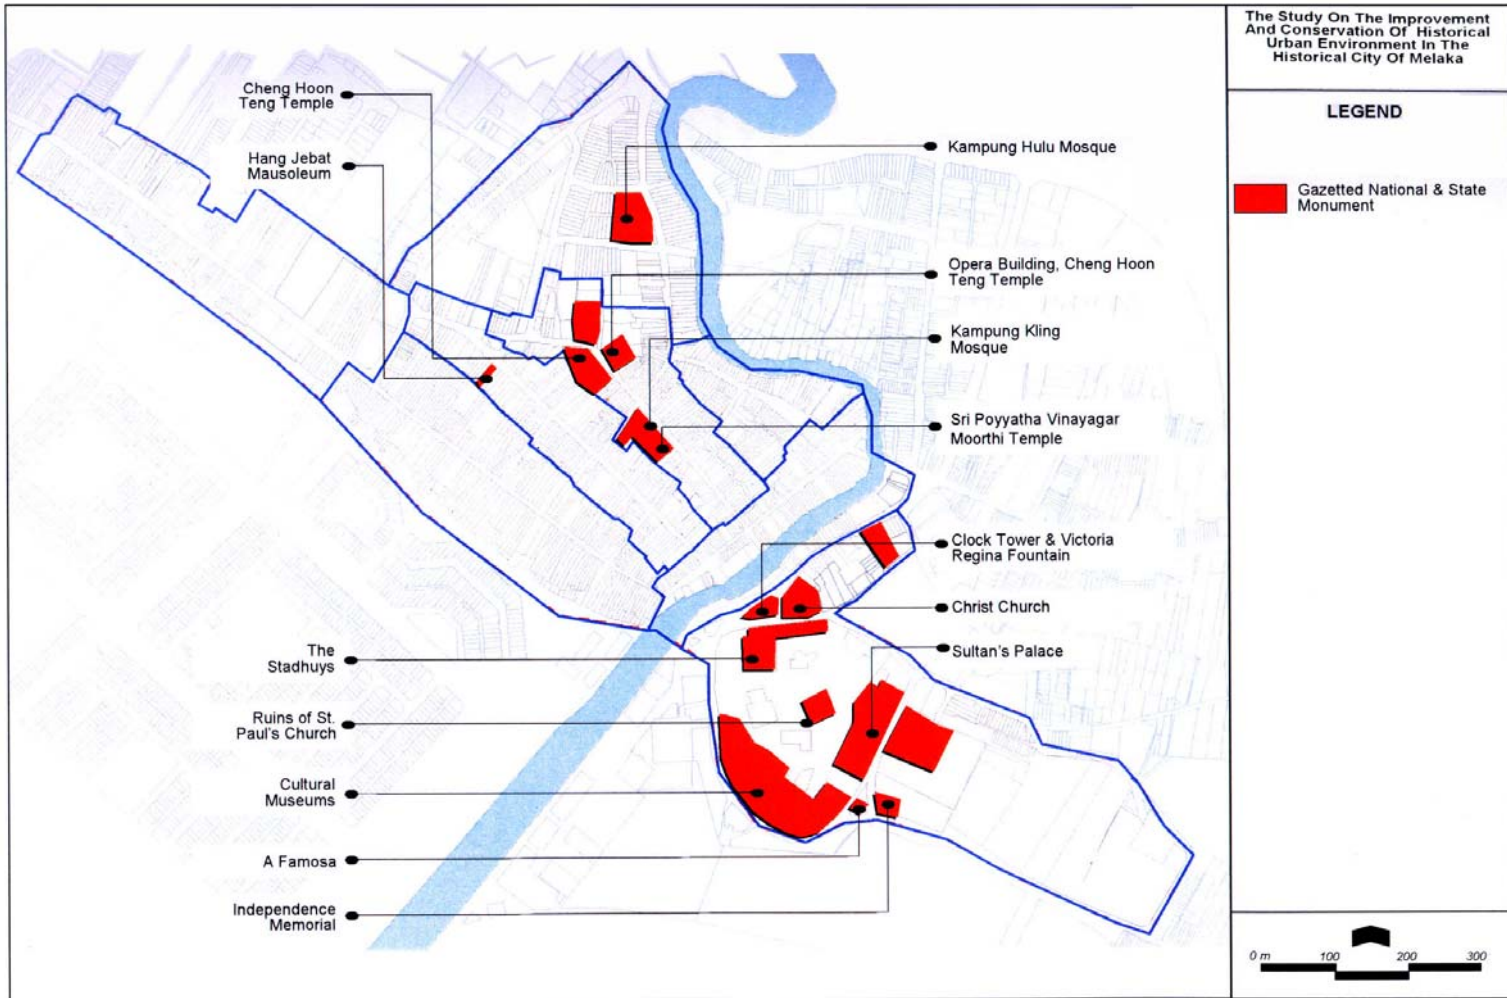 The Study On The Improvement
And Conservation Of Historical
Urban Environment In The
Historical City Of Melaka
LEGEND
Gazetted National & State
Monument
Cheng Hoon
Teng Temple
Hang Jebat
Mausoleum
Kampung Hulu Mosque
Opera Building, Cheng Hoon
Teng Temple
Kampung Kling
Mosque
Sri Poyyatha Vinayagar
Moorthi Temple
Clock Tower & Victoria
Regina Fountain
Christ Church
Sultan's Palace
The
Stadhuys
Ruins of St.
Paul's Church
Cultural
Museums
A Famosa
Independence
Memorial
0 m 100 200 300